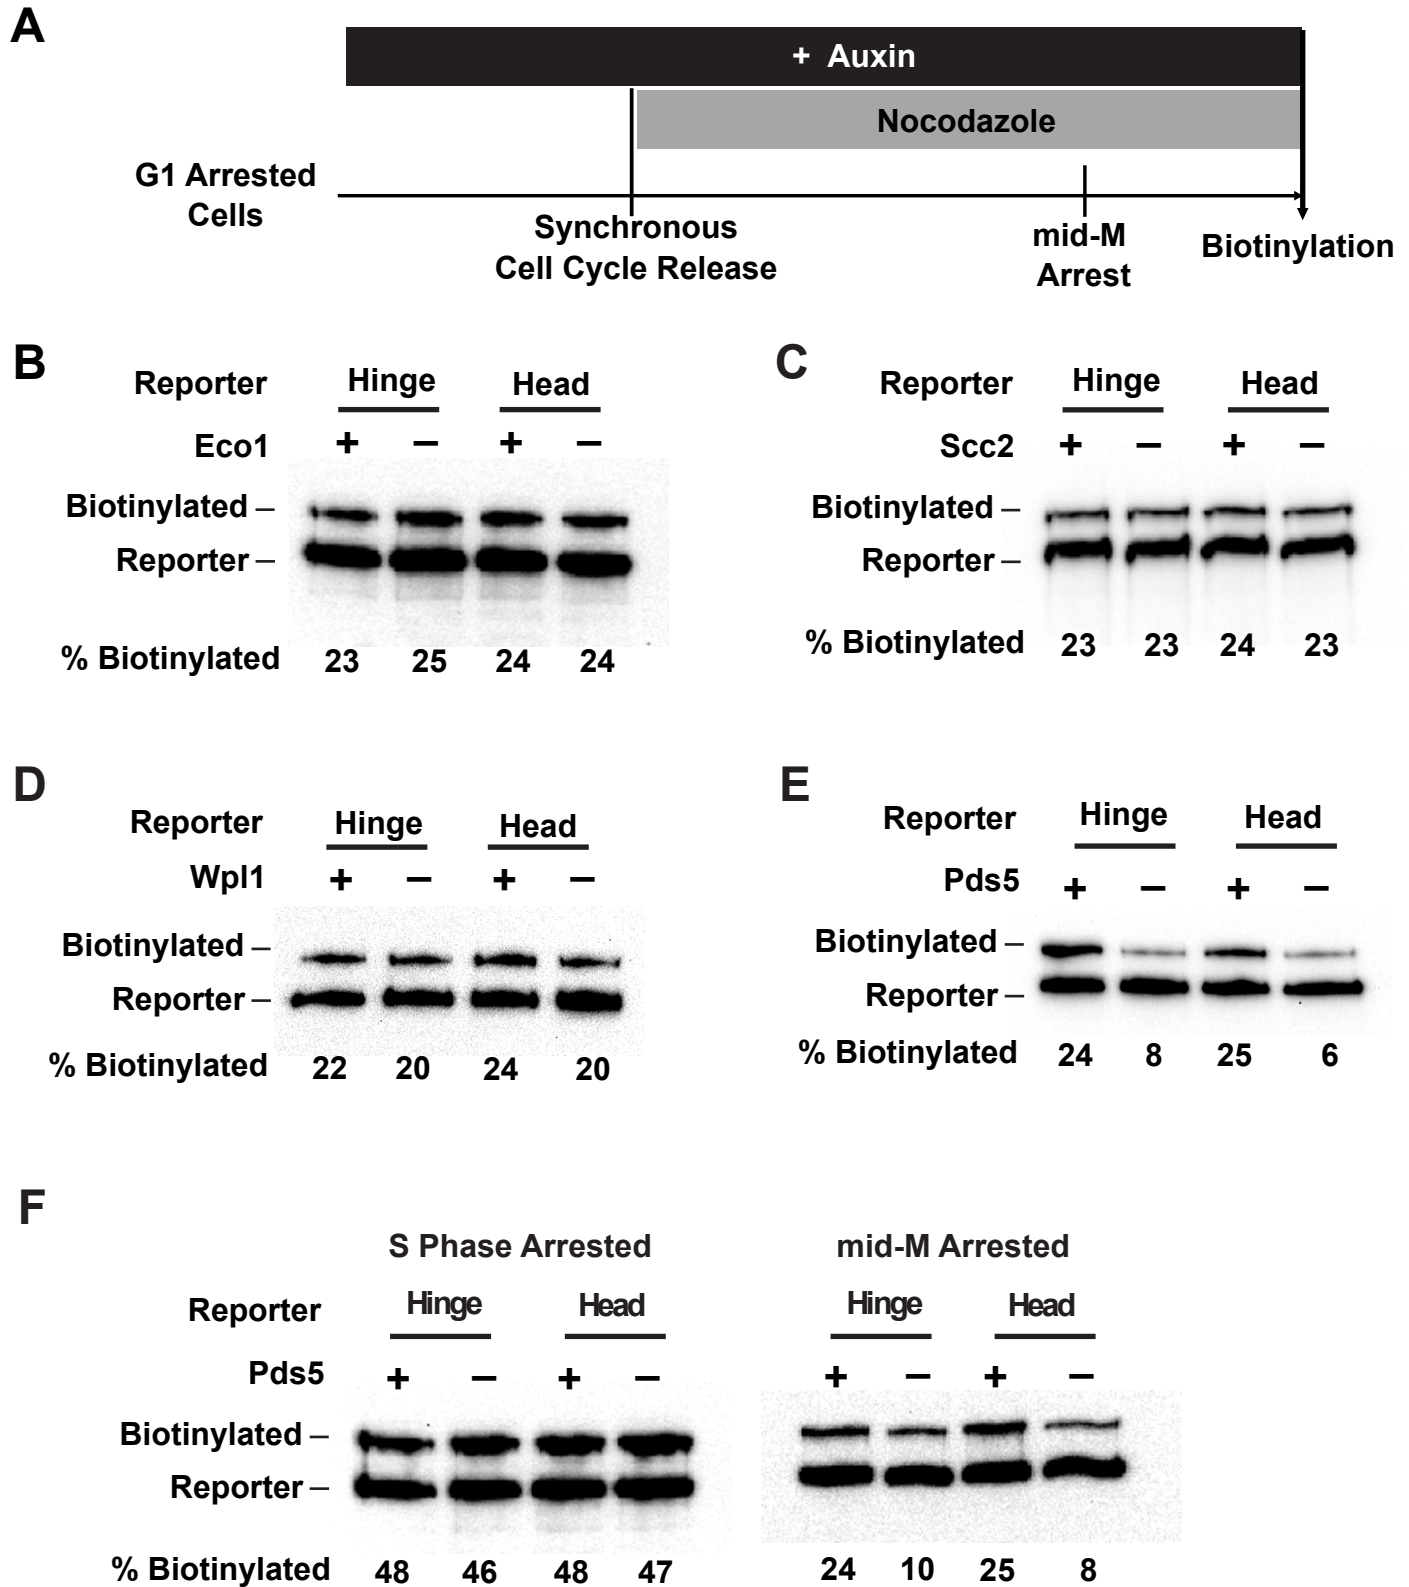 A
+ Auxin
Nocodazole
G1 Arrested
Cells
Synchronous
Cell Cycle Release
mid-M
Arrest
Biotinylation
B
Reporter Hinge Head
Eco1 + – + –
Biotinylated –
Reporter –
% Biotinylated 23 25 24 24
C
Reporter Hinge Head
Scc2 + – + –
Biotinylated –
Reporter –
% Biotinylated 23 23 24 23
D
Reporter Hinge Head
Wpl1 + – + –
Biotinylated –
Reporter –
% Biotinylated 22 20 24 20
E
Reporter Hinge Head
Pds5 + – + –
Biotinylated –
Reporter –
% Biotinylated 24 8 25 6
F
S Phase Arrested mid-M Arrested
Reporter Hinge Head Hinge Head
Pds5 + – + – + – + –
Biotinylated –
Reporter –
% Biotinylated 48 46 48 47 24 10 25 8